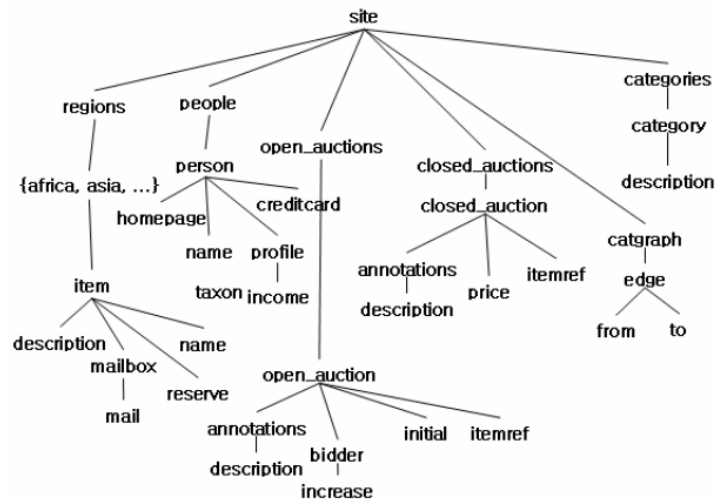 site
categories
regions
people
category
open_auctions
person
closed_auctions
{africa, asia, ...}
description
creditcard
homepage
closed_auction
name
profile
catgraph
annotations
itemref
item
taxon
income
price
edge
description
description
name
from
to
mailbox
reserve
open_auction
mail
annotations
initial
itemref
bidder
description
increase